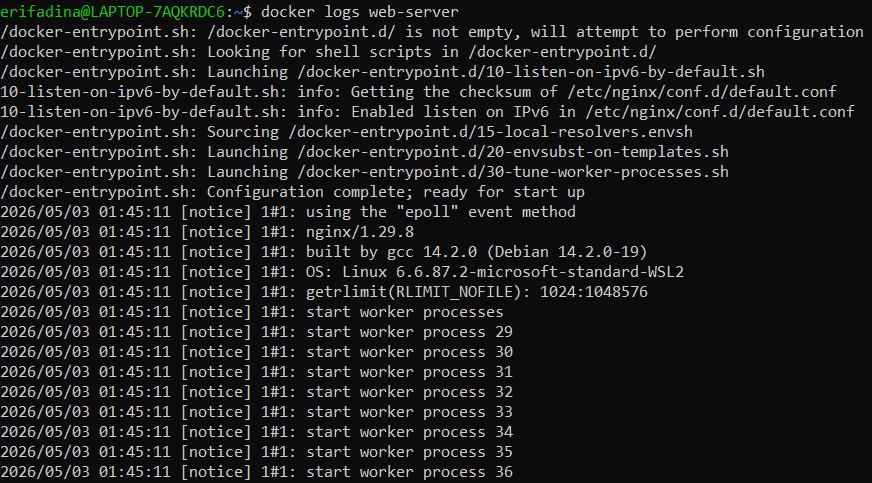 erifadina@LAPTOP-7AQKRDC6:~$ docker logs web-server
/docker-entrypoint.sh: /docker-entrypoint.d/ is not empty, will attempt to perform configuration
/docker-entrypoint.sh: Looking for shell scripts in /docker-entrypoint.d/
/docker-entrypoint.sh: Launching /docker-entrypoint.d/10-listen-on-ipv6-by-default.sh
10-listen-on-ipv6-by-default.sh: info: Getting the checksum of /etc/nginx/conf.d/default.conf
10-listen-on-ipv6-by-default.sh: info: Enabled listen on IPv6 in /etc/nginx/conf.d/default.conf
/docker-entrypoint.sh: Sourcing /docker-entrypoint.d/15-local-resolvers.envsh
/docker-entrypoint.sh: Launching /docker-entrypoint.d/20-envsubst-on-templates.sh
/docker-entrypoint.sh: Launching /docker-entrypoint.d/30-tune-worker-processes.sh
/docker-entrypoint.sh: Configuration complete; ready for start up
2026/05/03 01:45:11 [notice] 1#1: using the "epoll" event method
2026/05/03 01:45:11 [notice] 1#1: nginx/1.29.8
2026/05/03 01:45:11 [notice] 1#1: built by gcc 14.2.0 (Debian 14.2.0-19)
2026/05/03 01:45:11 [notice] 1#1: OS: Linux 6.6.87.2-microsoft-standard-WSL2
2026/05/03 01:45:11 [notice] 1#1: getrlimit(RLIMIT_NOFILE): 1024:1048576
2026/05/03 01:45:11 [notice] 1#1: start worker processes
2026/05/03 01:45:11 [notice] 1#1: start worker process 29
2026/05/03 01:45:11 [notice] 1#1: start worker process 30
2026/05/03 01:45:11 [notice] 1#1: start worker process 31
2026/05/03 01:45:11 [notice] 1#1: start worker process 32
2026/05/03 01:45:11 [notice] 1#1: start worker process 33
2026/05/03 01:45:11 [notice] 1#1: start worker process 34
2026/05/03 01:45:11 [notice] 1#1: start worker process 35
2026/05/03 01:45:11 [notice] 1#1: start worker process 36